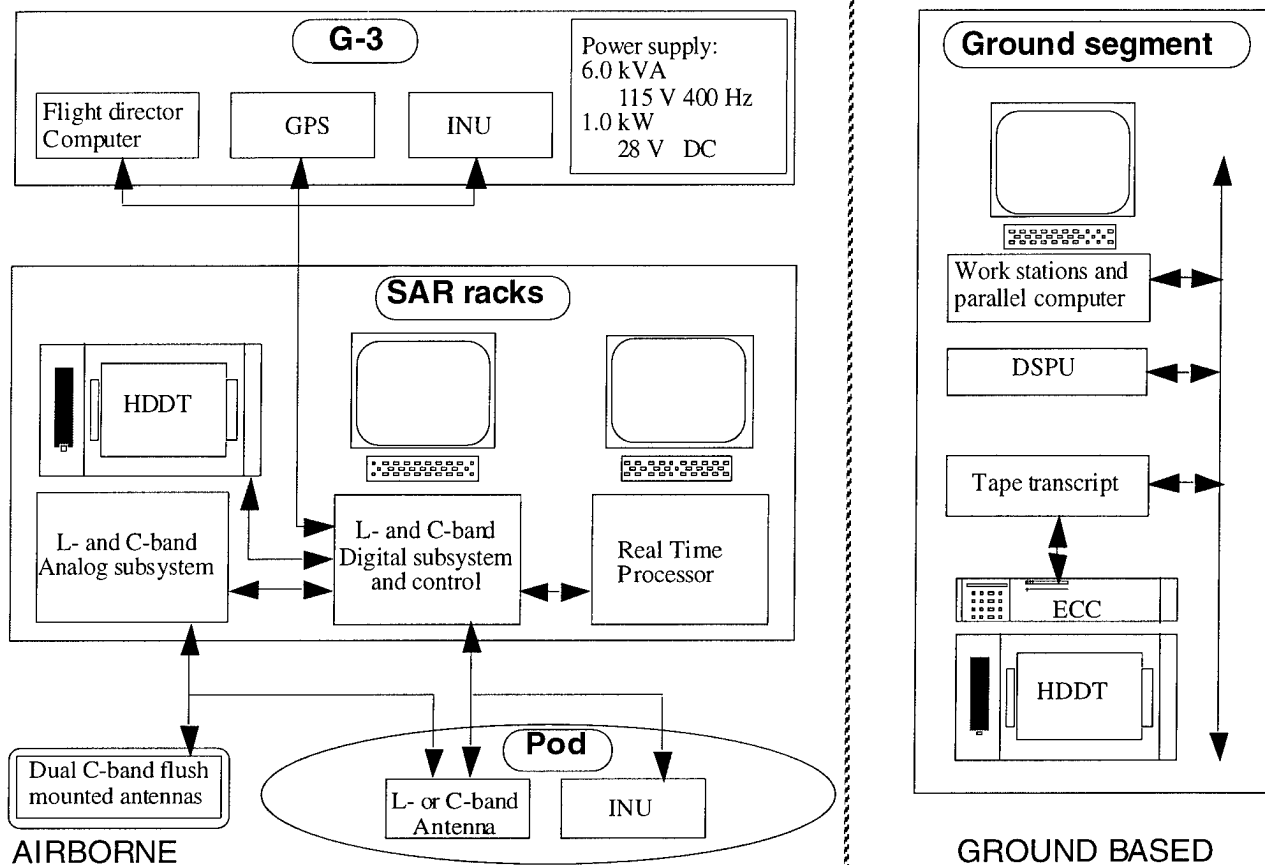 G-3
Power supply:
6.0 kVA
115 V 400 Hz
1.0 kW
28 V DC
Flight director
Computer
GPS
INU
SAR racks
HDDT
L- and C-band
Analog subsystem
L- and C-band
Digital subsystem
and control
Real Time
Processor
Dual C-band flush
mounted antennas
Pod
L- or C-band
Antenna
INU
AIRBORNE
Ground segment
Work stations and
parallel computer
DSPU
Tape transcript
ECC
HDDT
GROUND BASED